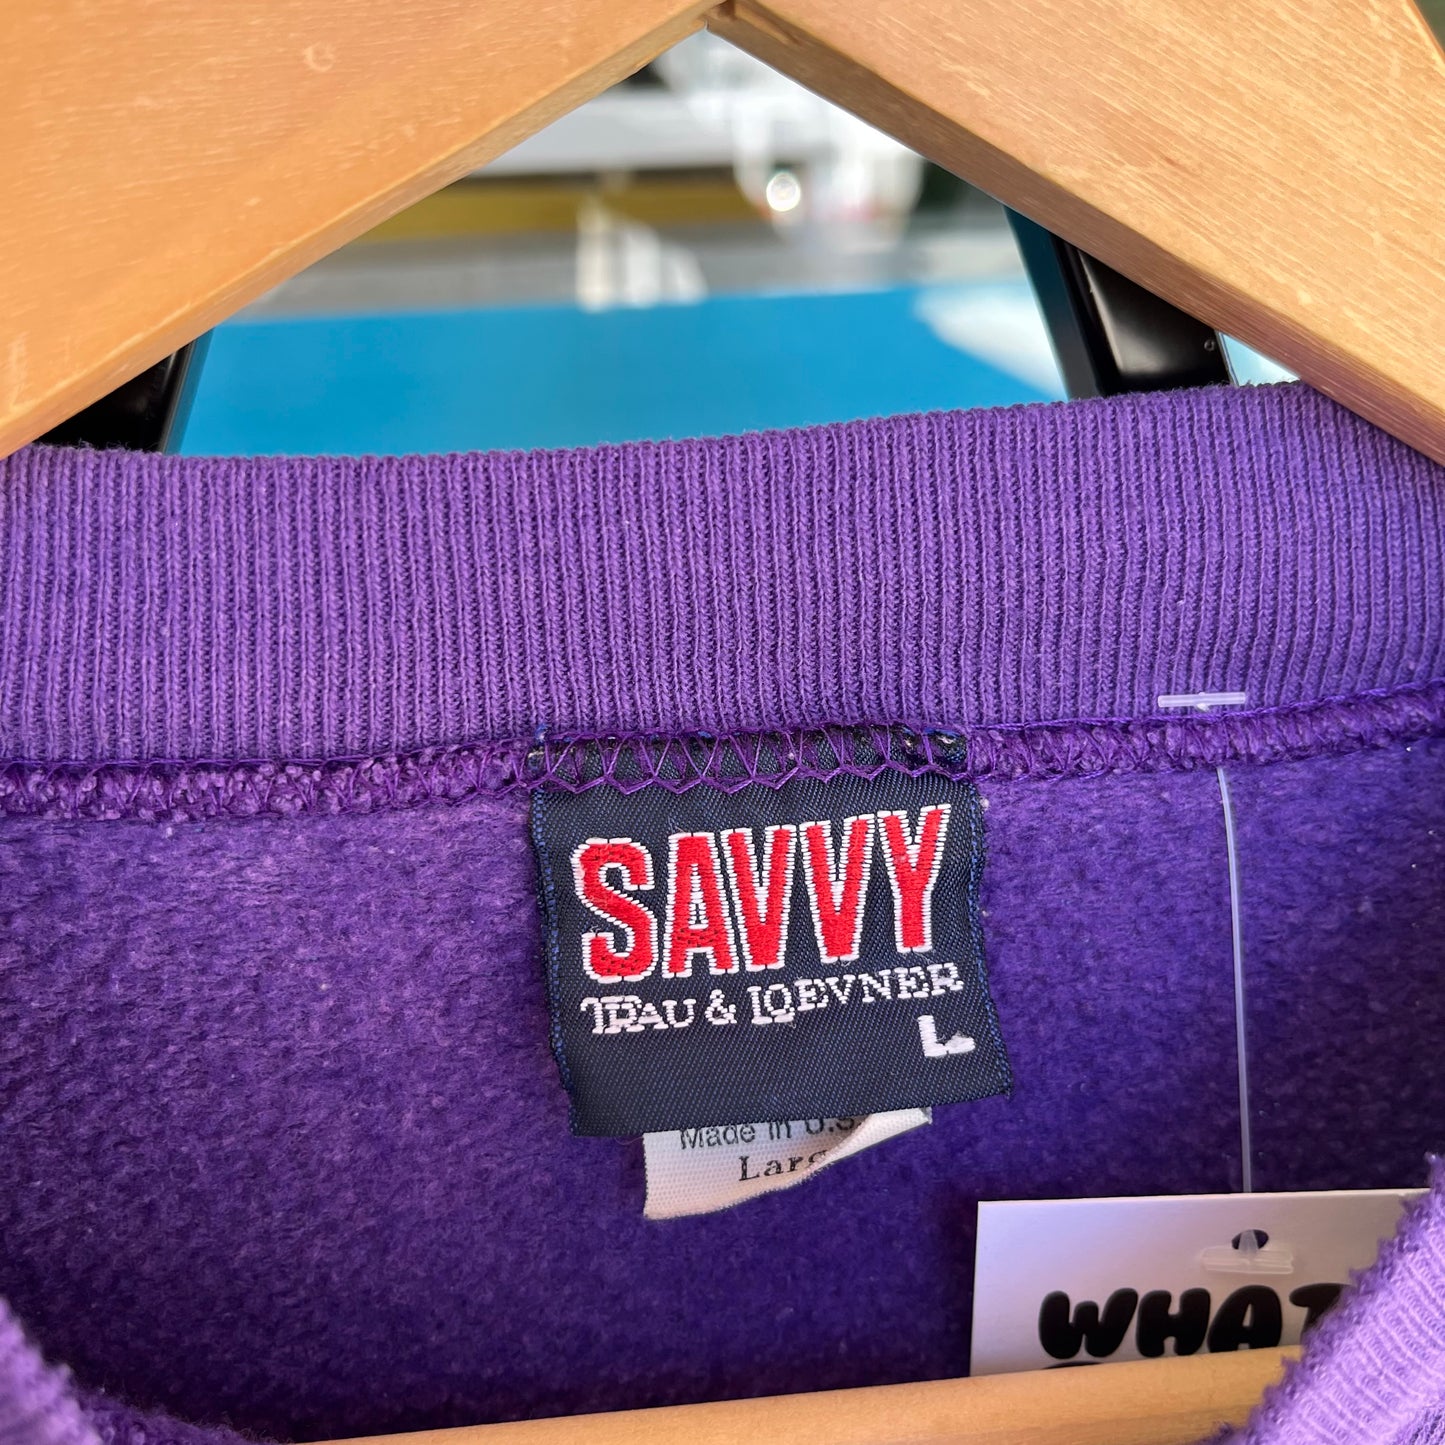 SAVVY
TRAU & LOEVNER
L
Made in U.S.
Larg
WHAT